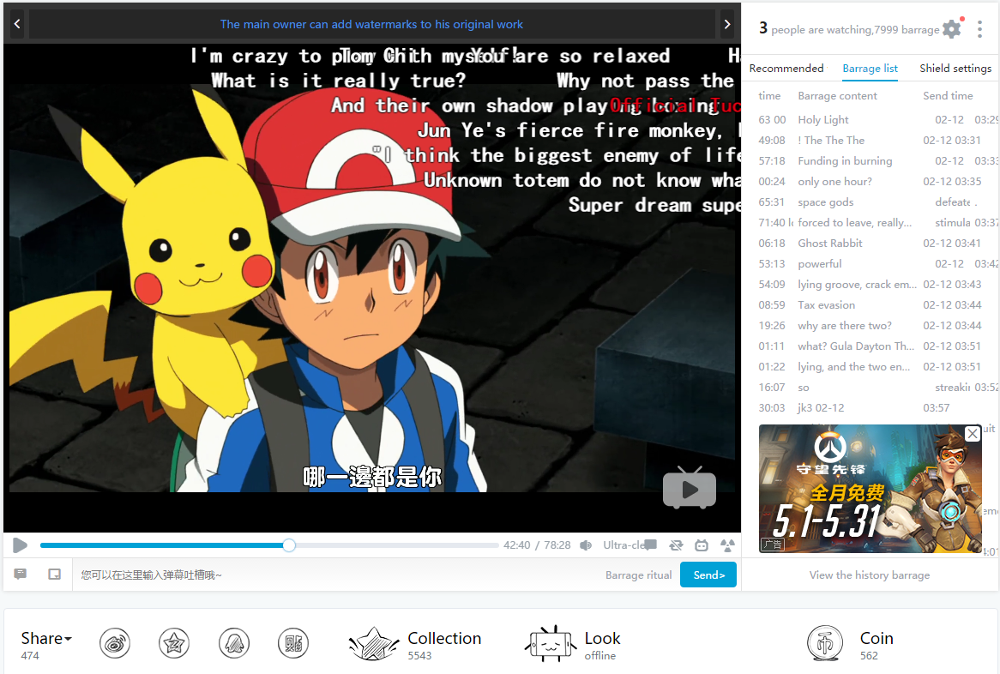 The main owner can add watermarks to his original work
I'm crazy to
Tom Chi
th myself!
You are so relaxed
What is it really true?
Why not pass the
And their own shadow playing boxing
Official Tuc
Jun Ye's fierce fire monkey,
"I think the biggest enemy of life
Unknown totem do not know wha
Super dream supe
哪一邊都是你
42:40 / 78:28
Ultra-cle
您可以在这里输入弹幕吐槽哦~
Barrage ritual
Send>
3 people are watching,7999 barrage
Recommended
Barrage list
Shield settings
time Barrage content Send time
63 00 Holy Light 02-12 03:29
49:08 ! The The The 02-12 03:31
57:18 Funding in burning 02-12 03:33
00:24 only one hour? 02-12 03:35
65:31 space gods defeate .
71:40 forced to leave, really... stimula 03:37
06:18 Ghost Rabbit 02-12 03:41
53:13 powerful 02-12 03:42
54:09 lying groove, crack em... 02-12 03:43
08:59 Tax evasion 02-12 03:44
19:26 why are there two? 02-12 03:44
01:11 what? Gula Dayton Th... 02-12 03:51
01:22 lying, and the two en... 02-12 03:51
16:07 so streakin 03:52
30:03 jk3 02-12 03:57
守望先锋
全月免费
5.1-5.31
广告
View the history barrage
Share
474
贴
Collection
5543
Look
offline
币
Coin
562